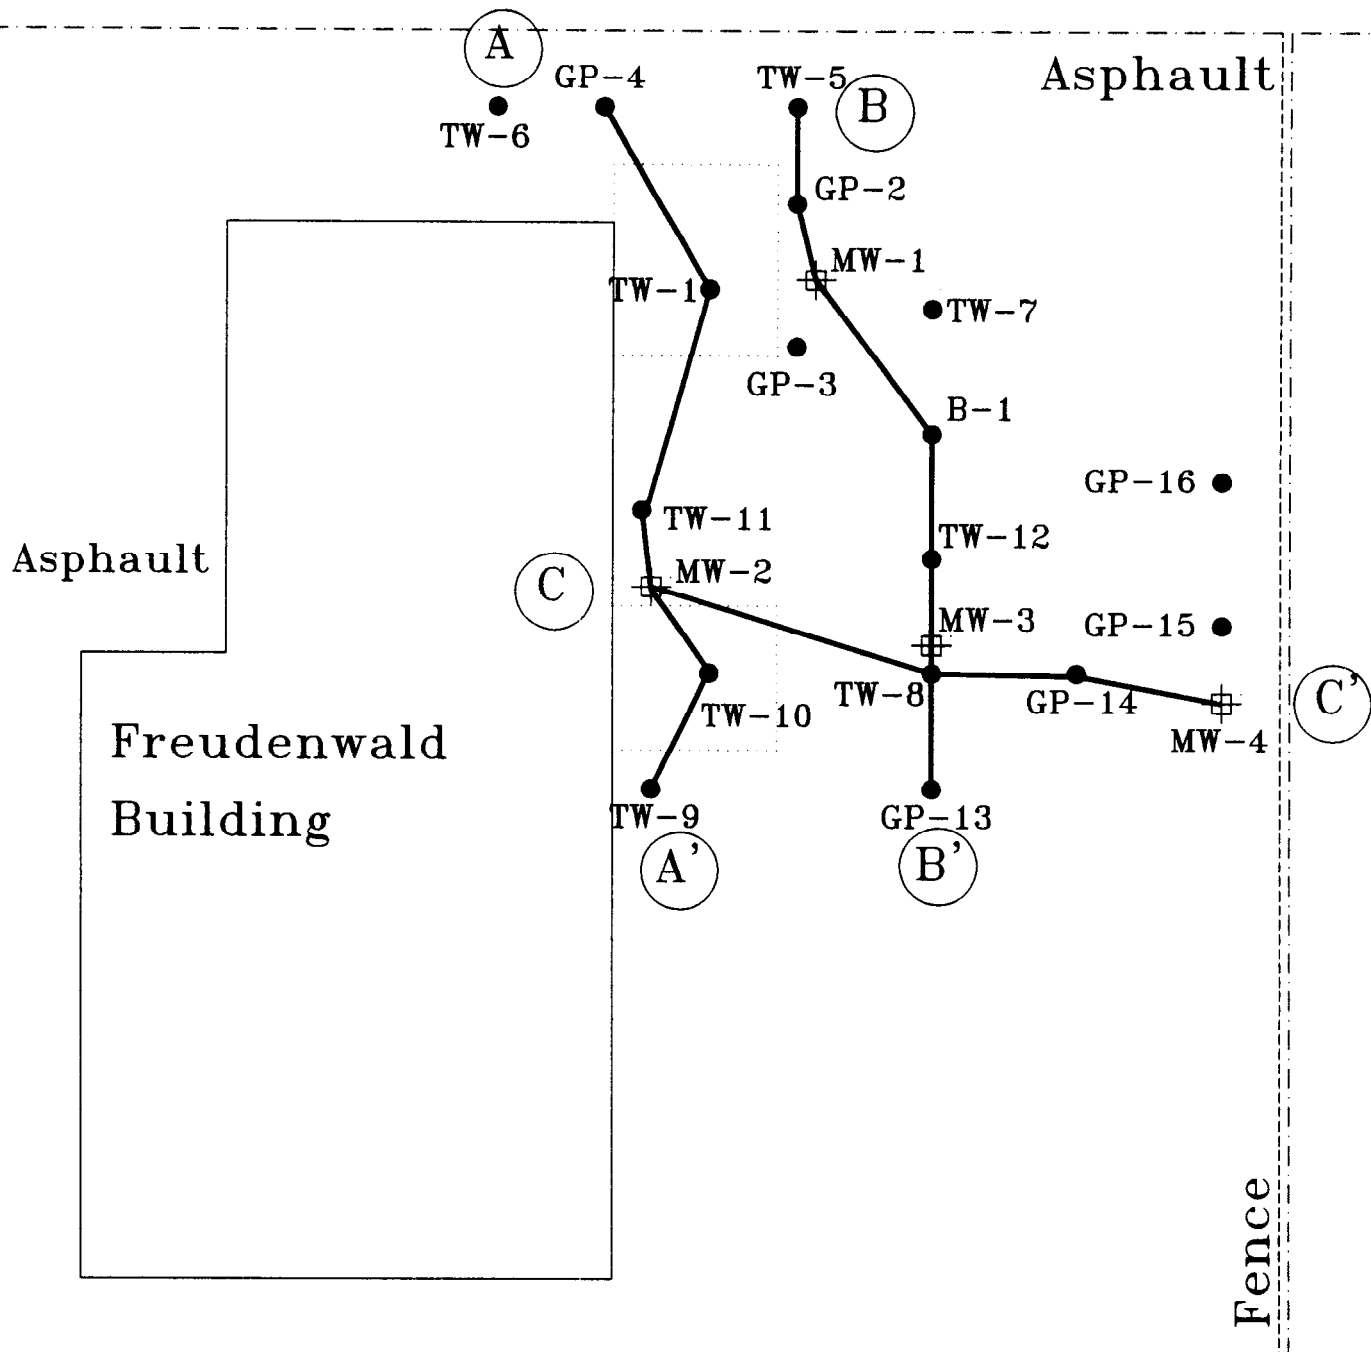 A
GP-4
TW-5
B
Asphault
TW-6
GP-2
MW-1
TW-1
TW-7
GP-3
B-1
GP-16
TW-11
TW-12
Asphault
C
MW-2
MW-3
GP-15
TW-8
GP-14
C'
TW-10
MW-4
Freudenwald
Building
TW-9
GP-13
A'
B'
Fence